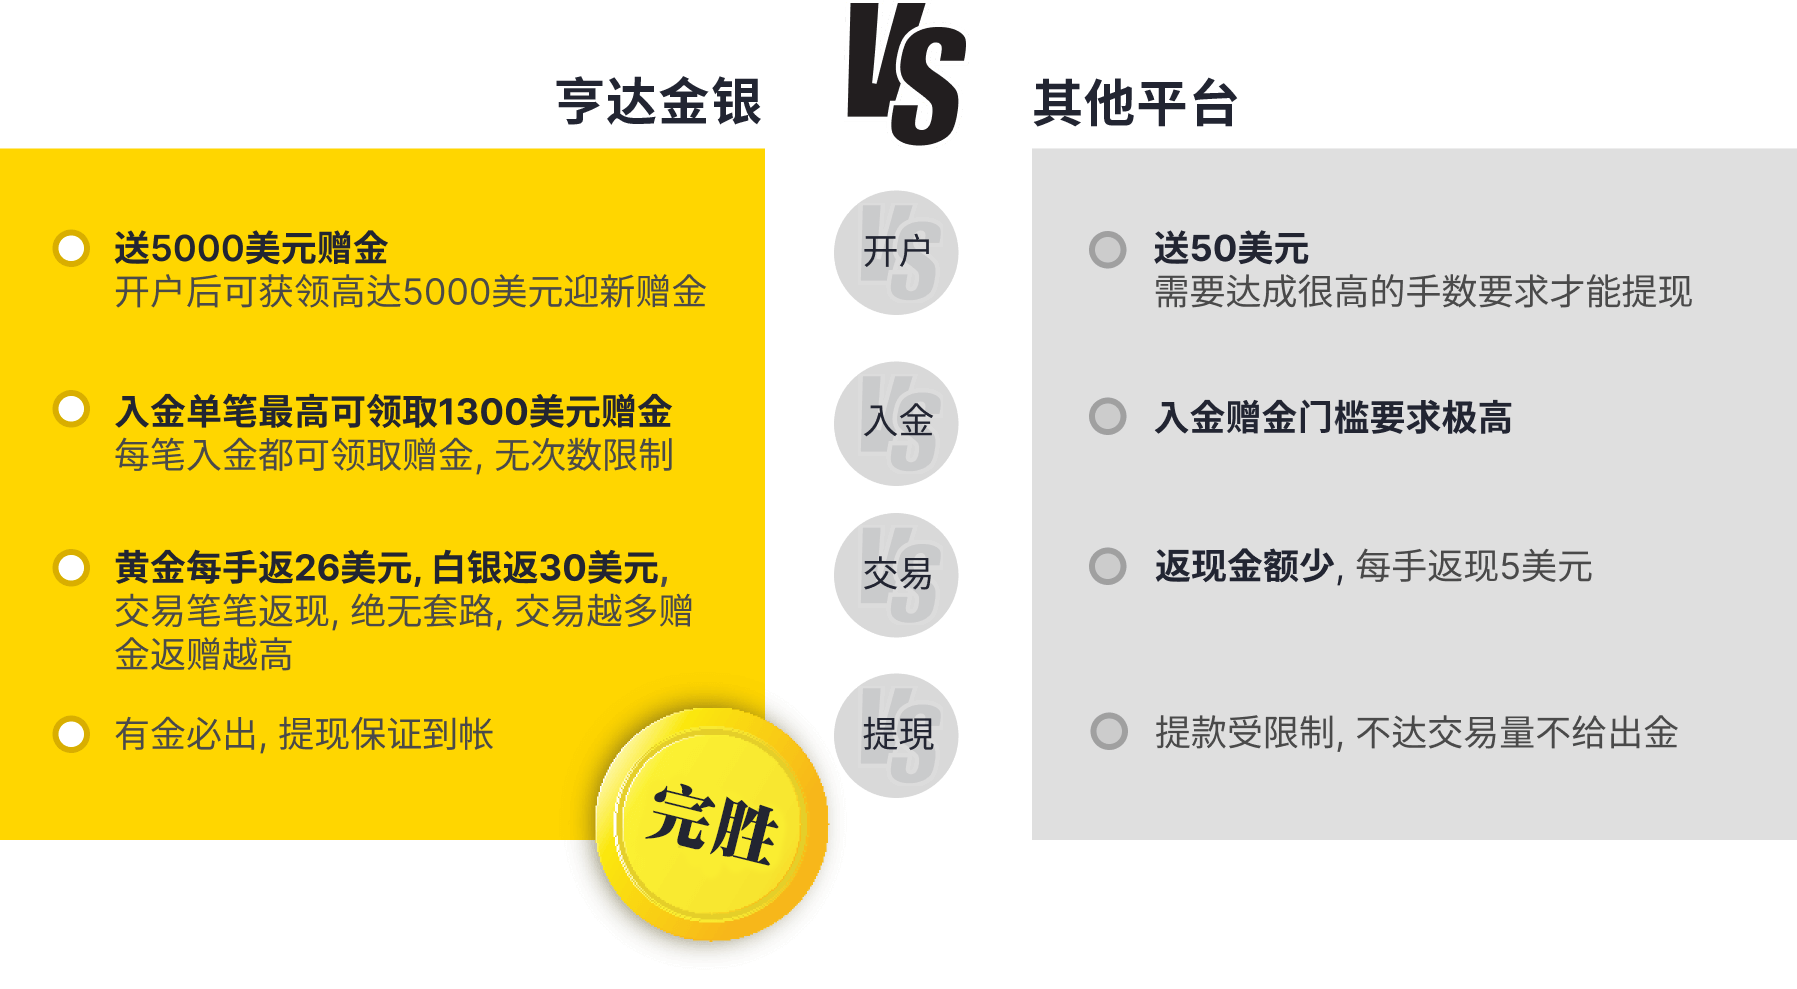 VS
亨达金银
其他平台
送5000美元赠金
开户后可获领高达5000美元迎新赠金
VS
开户
送50美元
需要达成很高的手数要求才能提现
入金单笔最高可领取1300美元赠金
每笔入金都可领取赠金, 无次数限制
VS
入金
入金赠金门槛要求极高
黄金每手返26美元, 白银返30美元,
交易笔笔返现, 绝无套路, 交易越多赠
金返赠越高
VS
交易
返现金额少, 每手返现5美元
有金必出, 提现保证到帐
VS
提現
提款受限制, 不达交易量不给出金
完胜